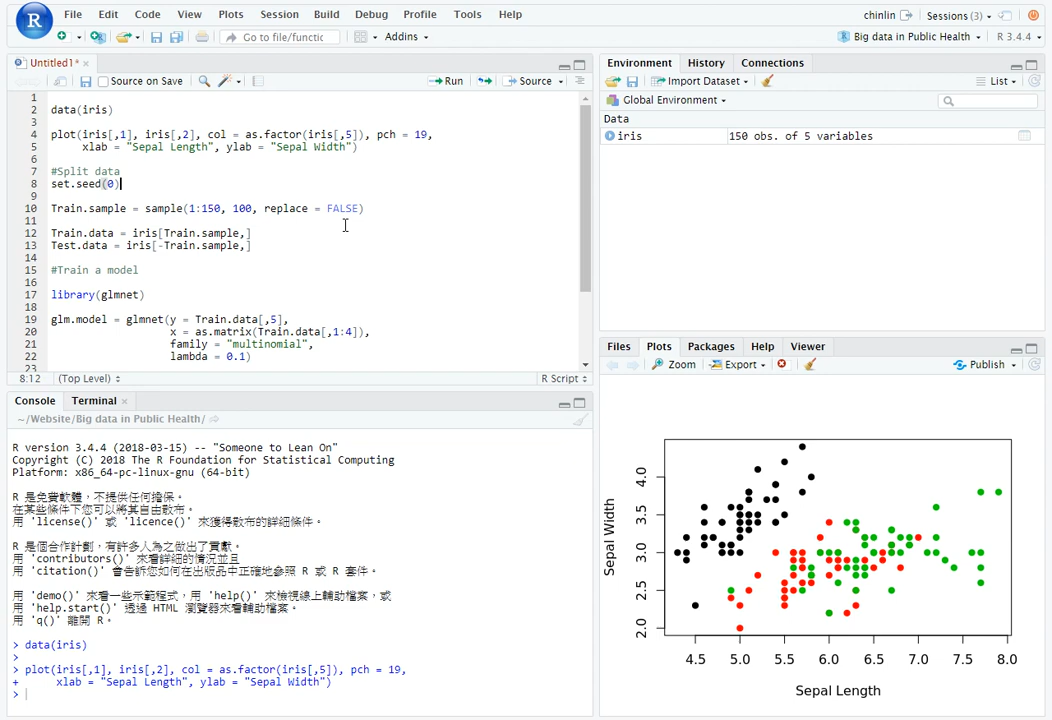 File Edit Code View Plots Session Build Debug Profile Tools Help
chinlin Sessions (3)
Go to file/functic Addins
Big data in Public Health R 3.4.4
Untitled1* ×
Source on Save Run Source
1
2 data(iris)
3
4 plot(iris[,1], iris[,2], col = as.factor(iris[,5]), pch = 19,
5 xlab = "Sepal Length", ylab = "Sepal Width")
6
7 #Split data
8 set.seed(0)
9
10 Train.sample = sample(1:150, 100, replace = FALSE)
11
12 Train.data = iris[Train.sample,]
13 Test.data = iris[-Train.sample,]
14
15 #Train a model
16
17 library(glmnet)
18
19 glm.model = glmnet(y = Train.data[,5],
20 x = as.matrix(Train.data[,1:4]),
21 family = "multinomial",
22 lambda = 0.1)
23
8:12 (Top Level) R Script
Console Terminal ×
~/Website/Big data in Public Health/
R version 3.4.4 (2018-03-15) -- "Someone to Lean On"
Copyright (C) 2018 The R Foundation for Statistical Computing
Platform: x86_64-pc-linux-gnu (64-bit)
R 是免費軟體，不提供任何擔保。
在某些條件下您可以將其自由散布。
用 'license()' 或 'licence()' 來獲得散布的詳細條件。
R 是個合作計劃，有許多人為之做出了貢獻。
用 'contributors()' 來看詳細的情況並且
用 'citation()' 會告訴您如何在出版品中正確地參照 R 或 R 套件。
用 'demo()' 來看一些示範程式，用 'help()' 來檢視線上輔助檔案，或
用 'help.start()' 透過 HTML 瀏覽器來看輔助檔案。
用 'q()' 離開 R。
> data(iris)
>
> plot(iris[,1], iris[,2], col = as.factor(iris[,5]), pch = 19,
+ xlab = "Sepal Length", ylab = "Sepal Width")
>
Environment History Connections
Import Dataset List
Global Environment
Data
iris 150 obs. of 5 variables
Files Plots Packages Help Viewer
Zoom Export Publish
Sepal Width
4.0
3.5
3.0
2.5
2.0
4.5 5.0 5.5 6.0 6.5 7.0 7.5 8.0
Sepal Length